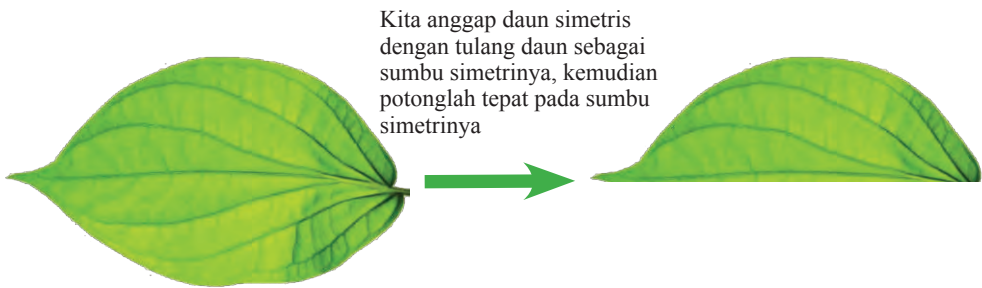 Kita anggap daun simetris
dengan tulang daun sebagai
sumbu simetrinya, kemudian
potonglah tepat pada sumbu
simetrinya